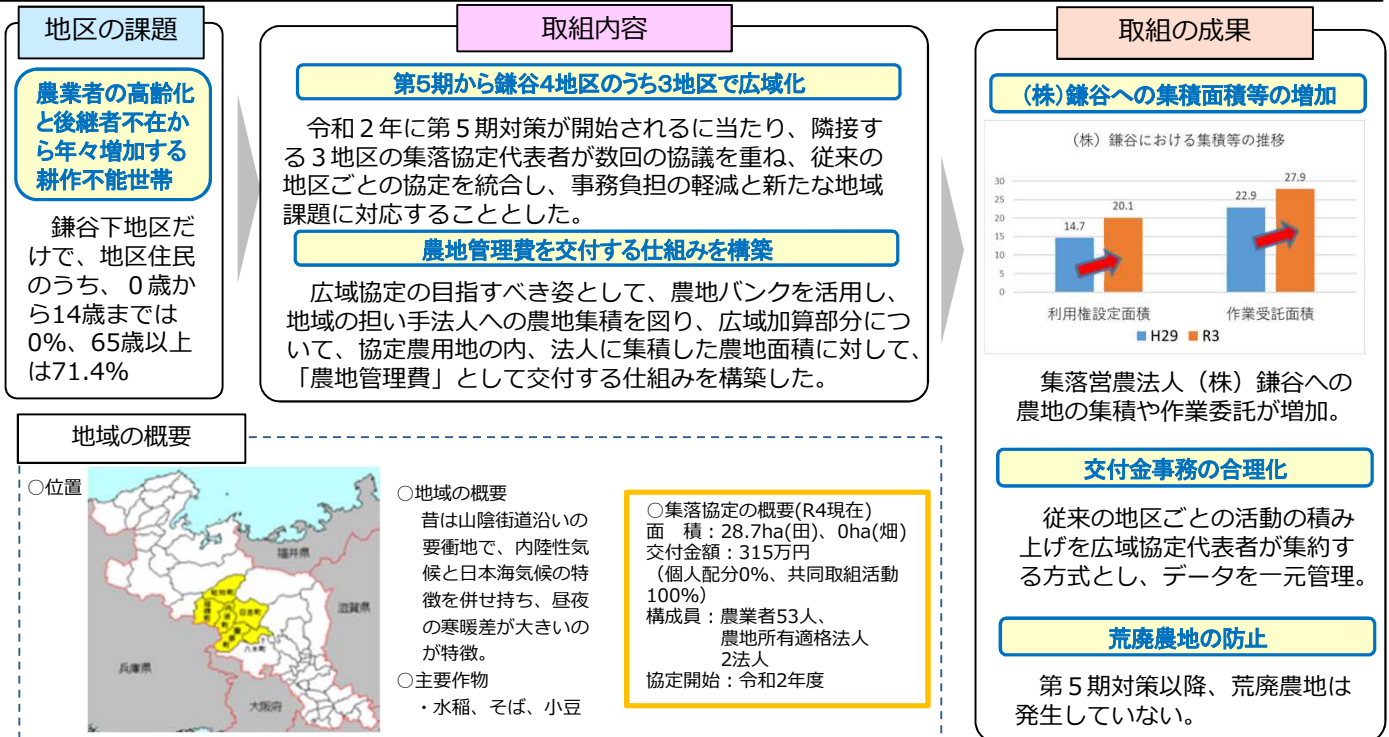 地区の課題
農業者の高齢化
と後継者不在か
ら年々増加する
耕作不能世帯
鎌谷下地区だ
けで、地区住民
のうち、０歳か
ら14歳までは
0%、65歳以上
は71.4%
取組内容
第5期から鎌谷４地区のうち３地区で広域化
令和２年に第５期対策が開始されるに当たり、隣接す
る３地区の集落協定代表者が数回の協議を重ね、従来の
地区ごとの協定を統合し、事務負担の軽減と新たな地域
課題に対応することとした。
農地管理費を交付する仕組みを構築
広域協定の目指すべき姿として、農地バンクを活用し、
地域の担い手法人への農地集積を図り、広域加算部分につ
いて、協定農用地の内、法人に集積した農地面積に対して、
「農地管理費」として交付する仕組みを構築した。
取組の成果
(株)鎌谷への集積面積等の増加
（株）鎌谷における集積等の推移
30
25
20
15
10
5
0
14.7
20.1
22.9
27.9
利用権設定面積
作業受託面積
H29
R3
集落営農法人（株）鎌谷への
農地の集積や作業委託が増加。
交付金事務の合理化
従来の地区ごとの活動の積み
上げを広域協定代表者が集約す
る方式とし、データを一元管理。
荒廃農地の防止
第５期対策以降、荒廃農地は
発生していない。
地域の概要
○位置
福井県
滋賀県
兵庫県
大阪府
日吉町
八木町
○地域の概要
昔は山陰街道沿いの
要衝地で、内陸性気
候と日本海気候の特
徴を併せ持ち、昼夜
の寒暖差が大きいの
が特徴。
○主要作物
・水稲、そば、小豆
○集落協定の概要(R4現在)
面　積：28.7ha(田)、0ha(畑)
交付金額：315万円
（個人配分0%、共同取組活動
100%）
構成員：農業者53人、
農地所有適格法人
2法人
協定開始：令和2年度